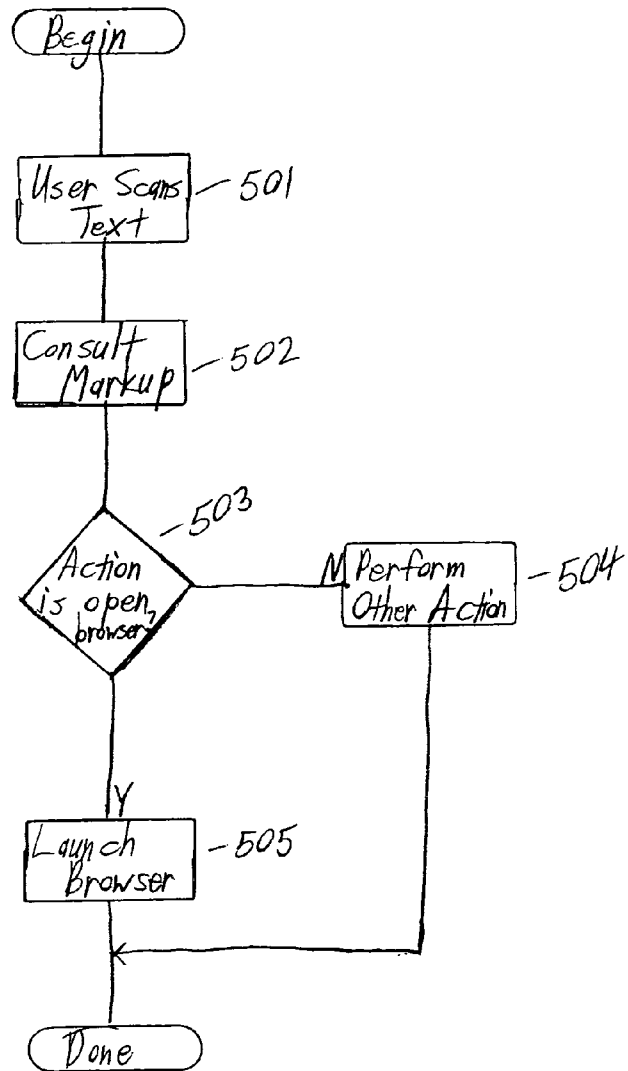 Begin
User Scans
Text
501
Consult
Markup
502
503
Action
is open
browser?
N
Perform
Other Action
504
Y
Launch
Browser
505
Done